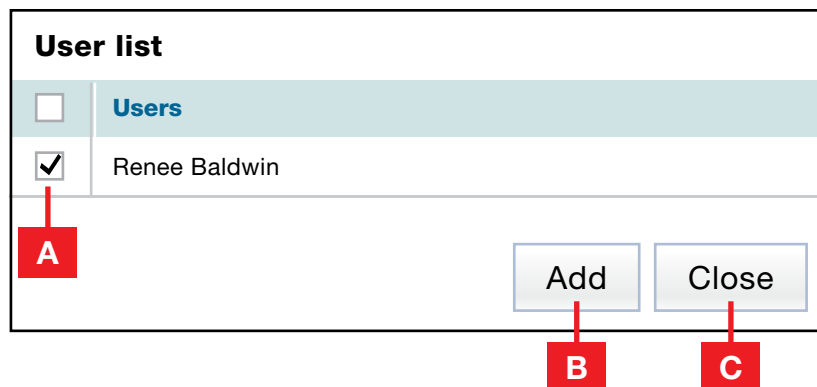 User list
Users
Renee Baldwin
A
Add Close
B C